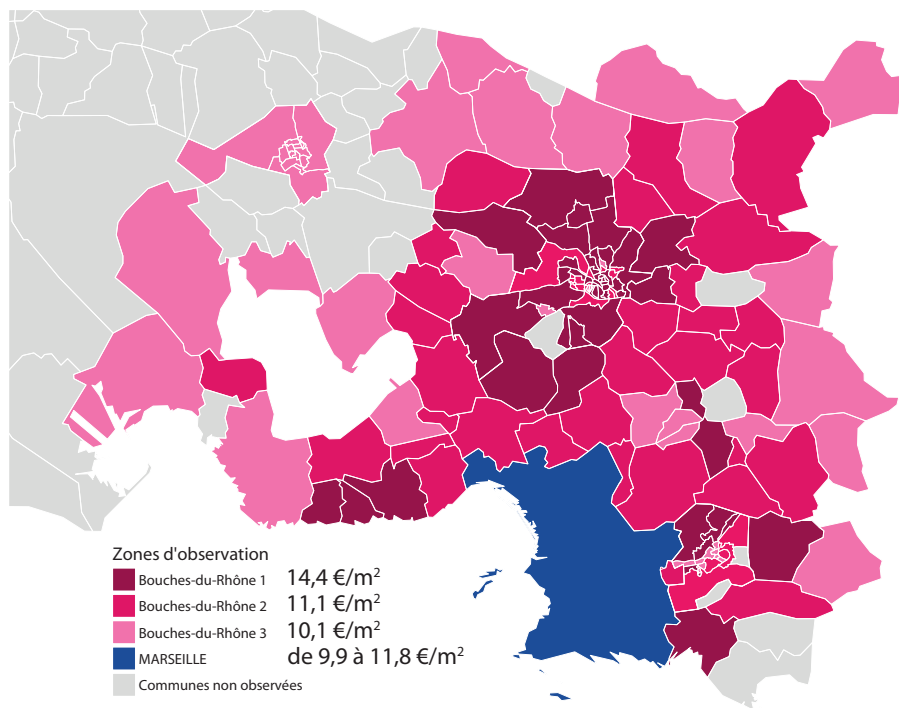 Zones d'observation
Bouches-du-Rhône 1 14,4 €/m²
Bouches-du-Rhône 2 11,1 €/m²
Bouches-du-Rhône 3 10,1 €/m²
MARSEILLE de 9,9 à 11,8 €/m²
Communes non observées